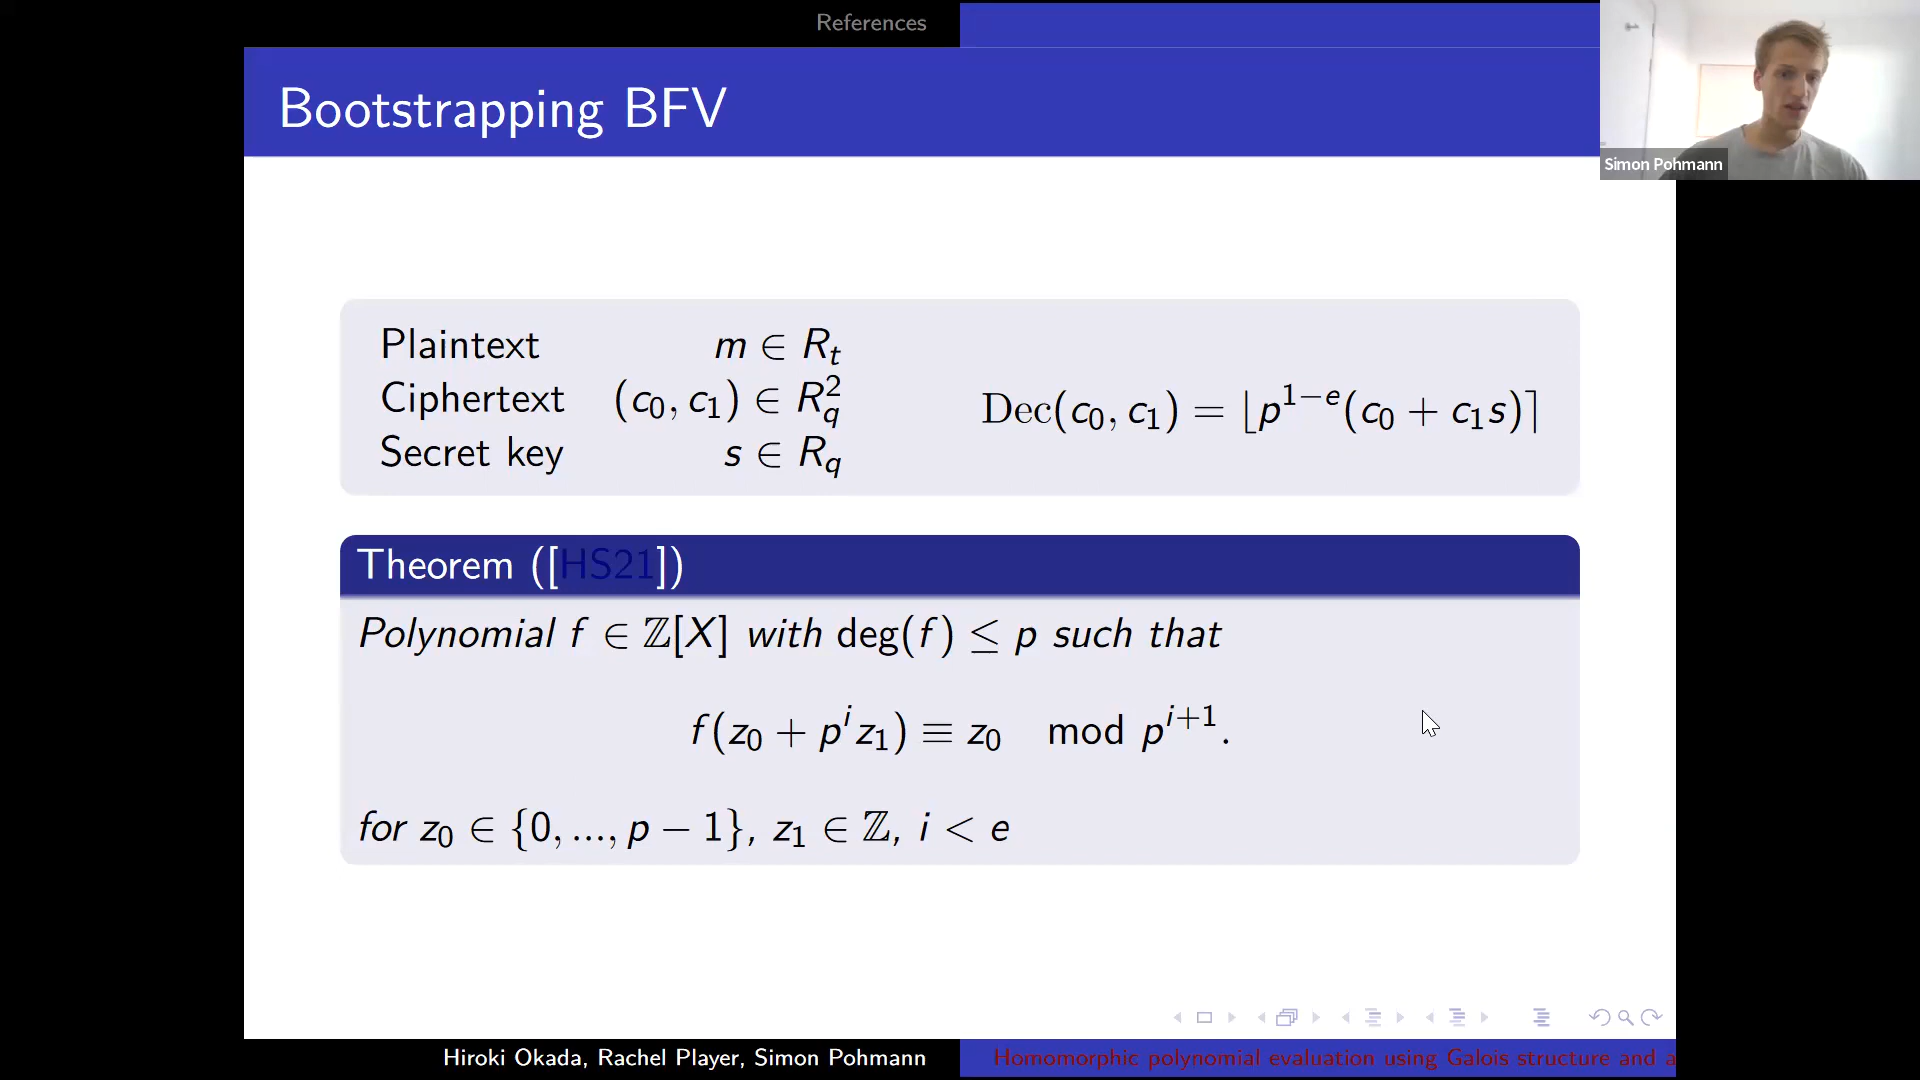 References
Bootstrapping BFV
Simon Pohmann
Plaintext m ∈ R_t
Ciphertext (c_0, c_1) ∈ R_q^2
Secret key s ∈ R_q
Dec(c_0, c_1) = ⌊p^{1−e}(c_0 + c_1s)⌉
Theorem ([HS21])
Polynomial f ∈ ℤ[X] with deg(f) ≤ p such that
f(z_0 + p^i z_1) ≡ z_0 mod p^{i+1}.
for z_0 ∈ {0, ..., p − 1}, z_1 ∈ ℤ, i < e
Hiroki Okada, Rachel Player, Simon Pohmann
Homomorphic polynomial evaluation using Galois structure and a